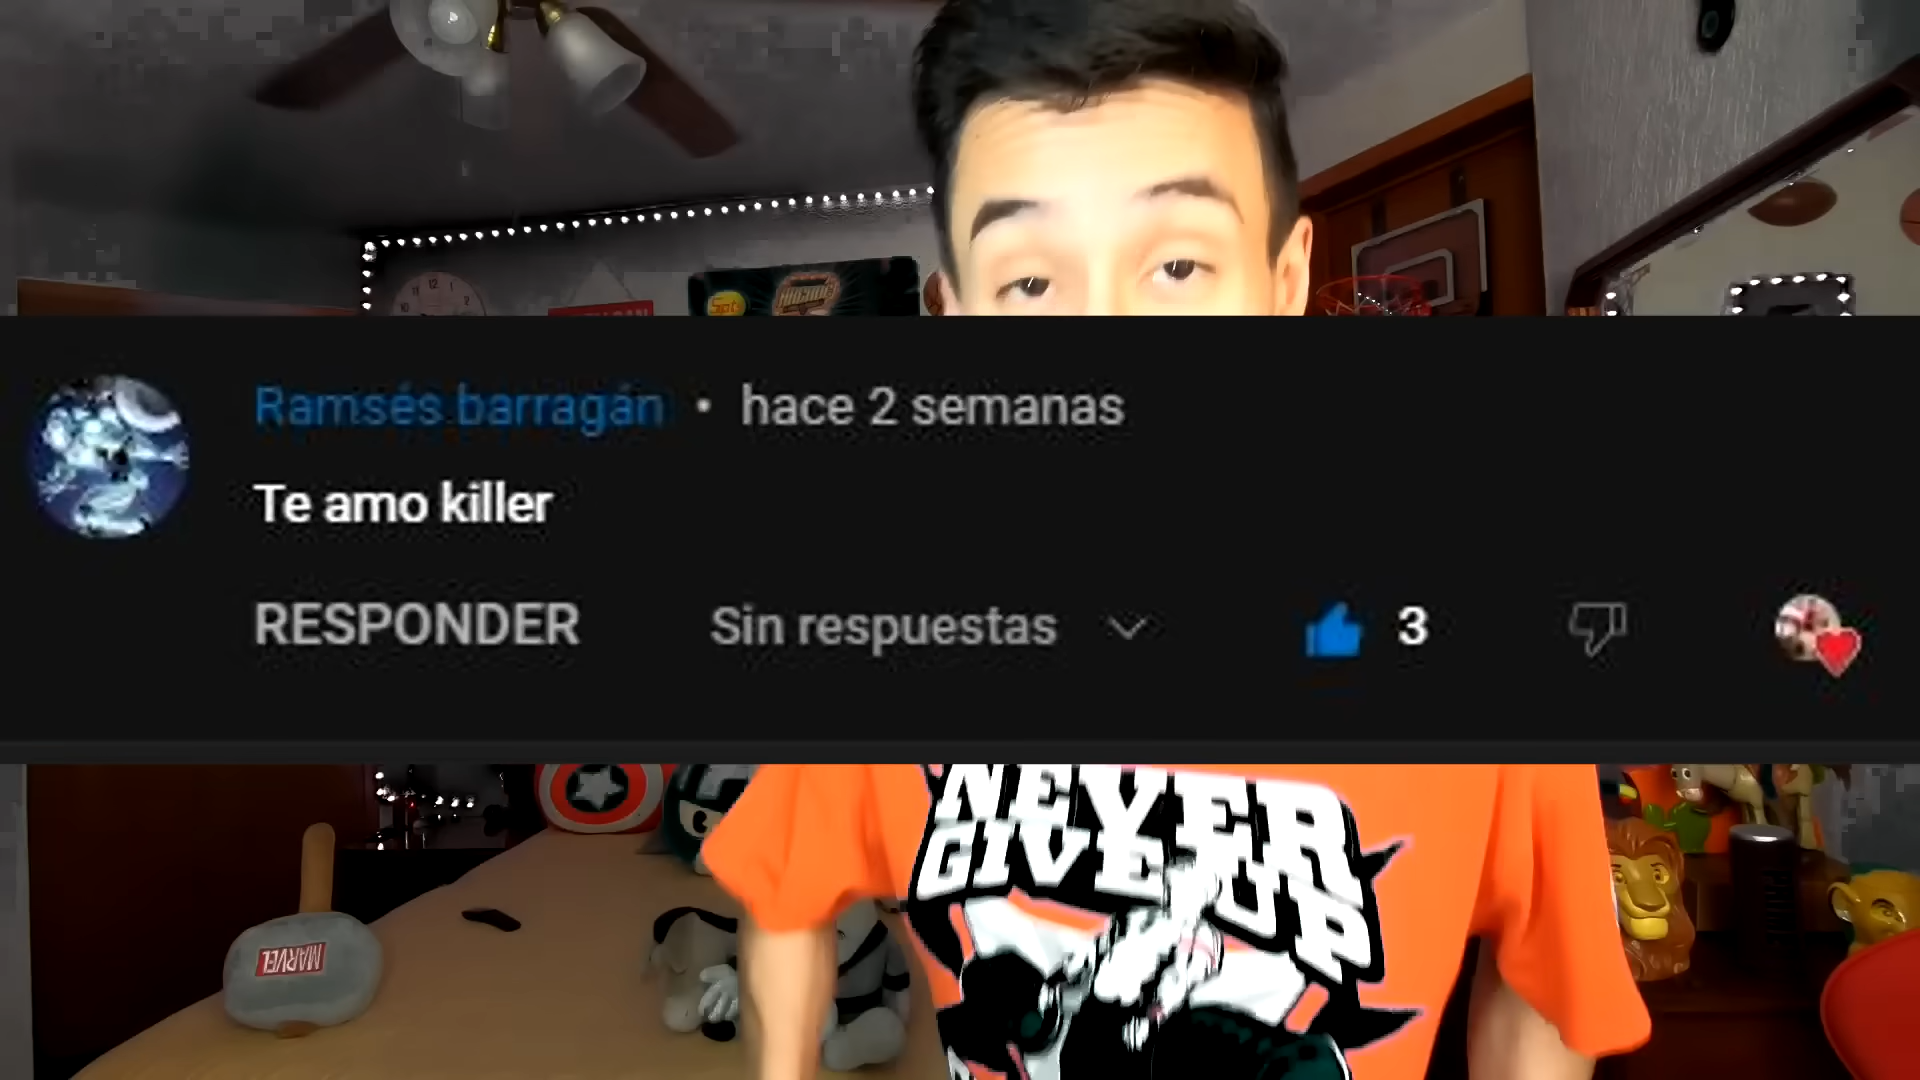 Ramsés barragán • hace 2 semanas
Te amo killer
RESPONDER Sin respuestas 3
NEVER
GIVE UP
MARVEL